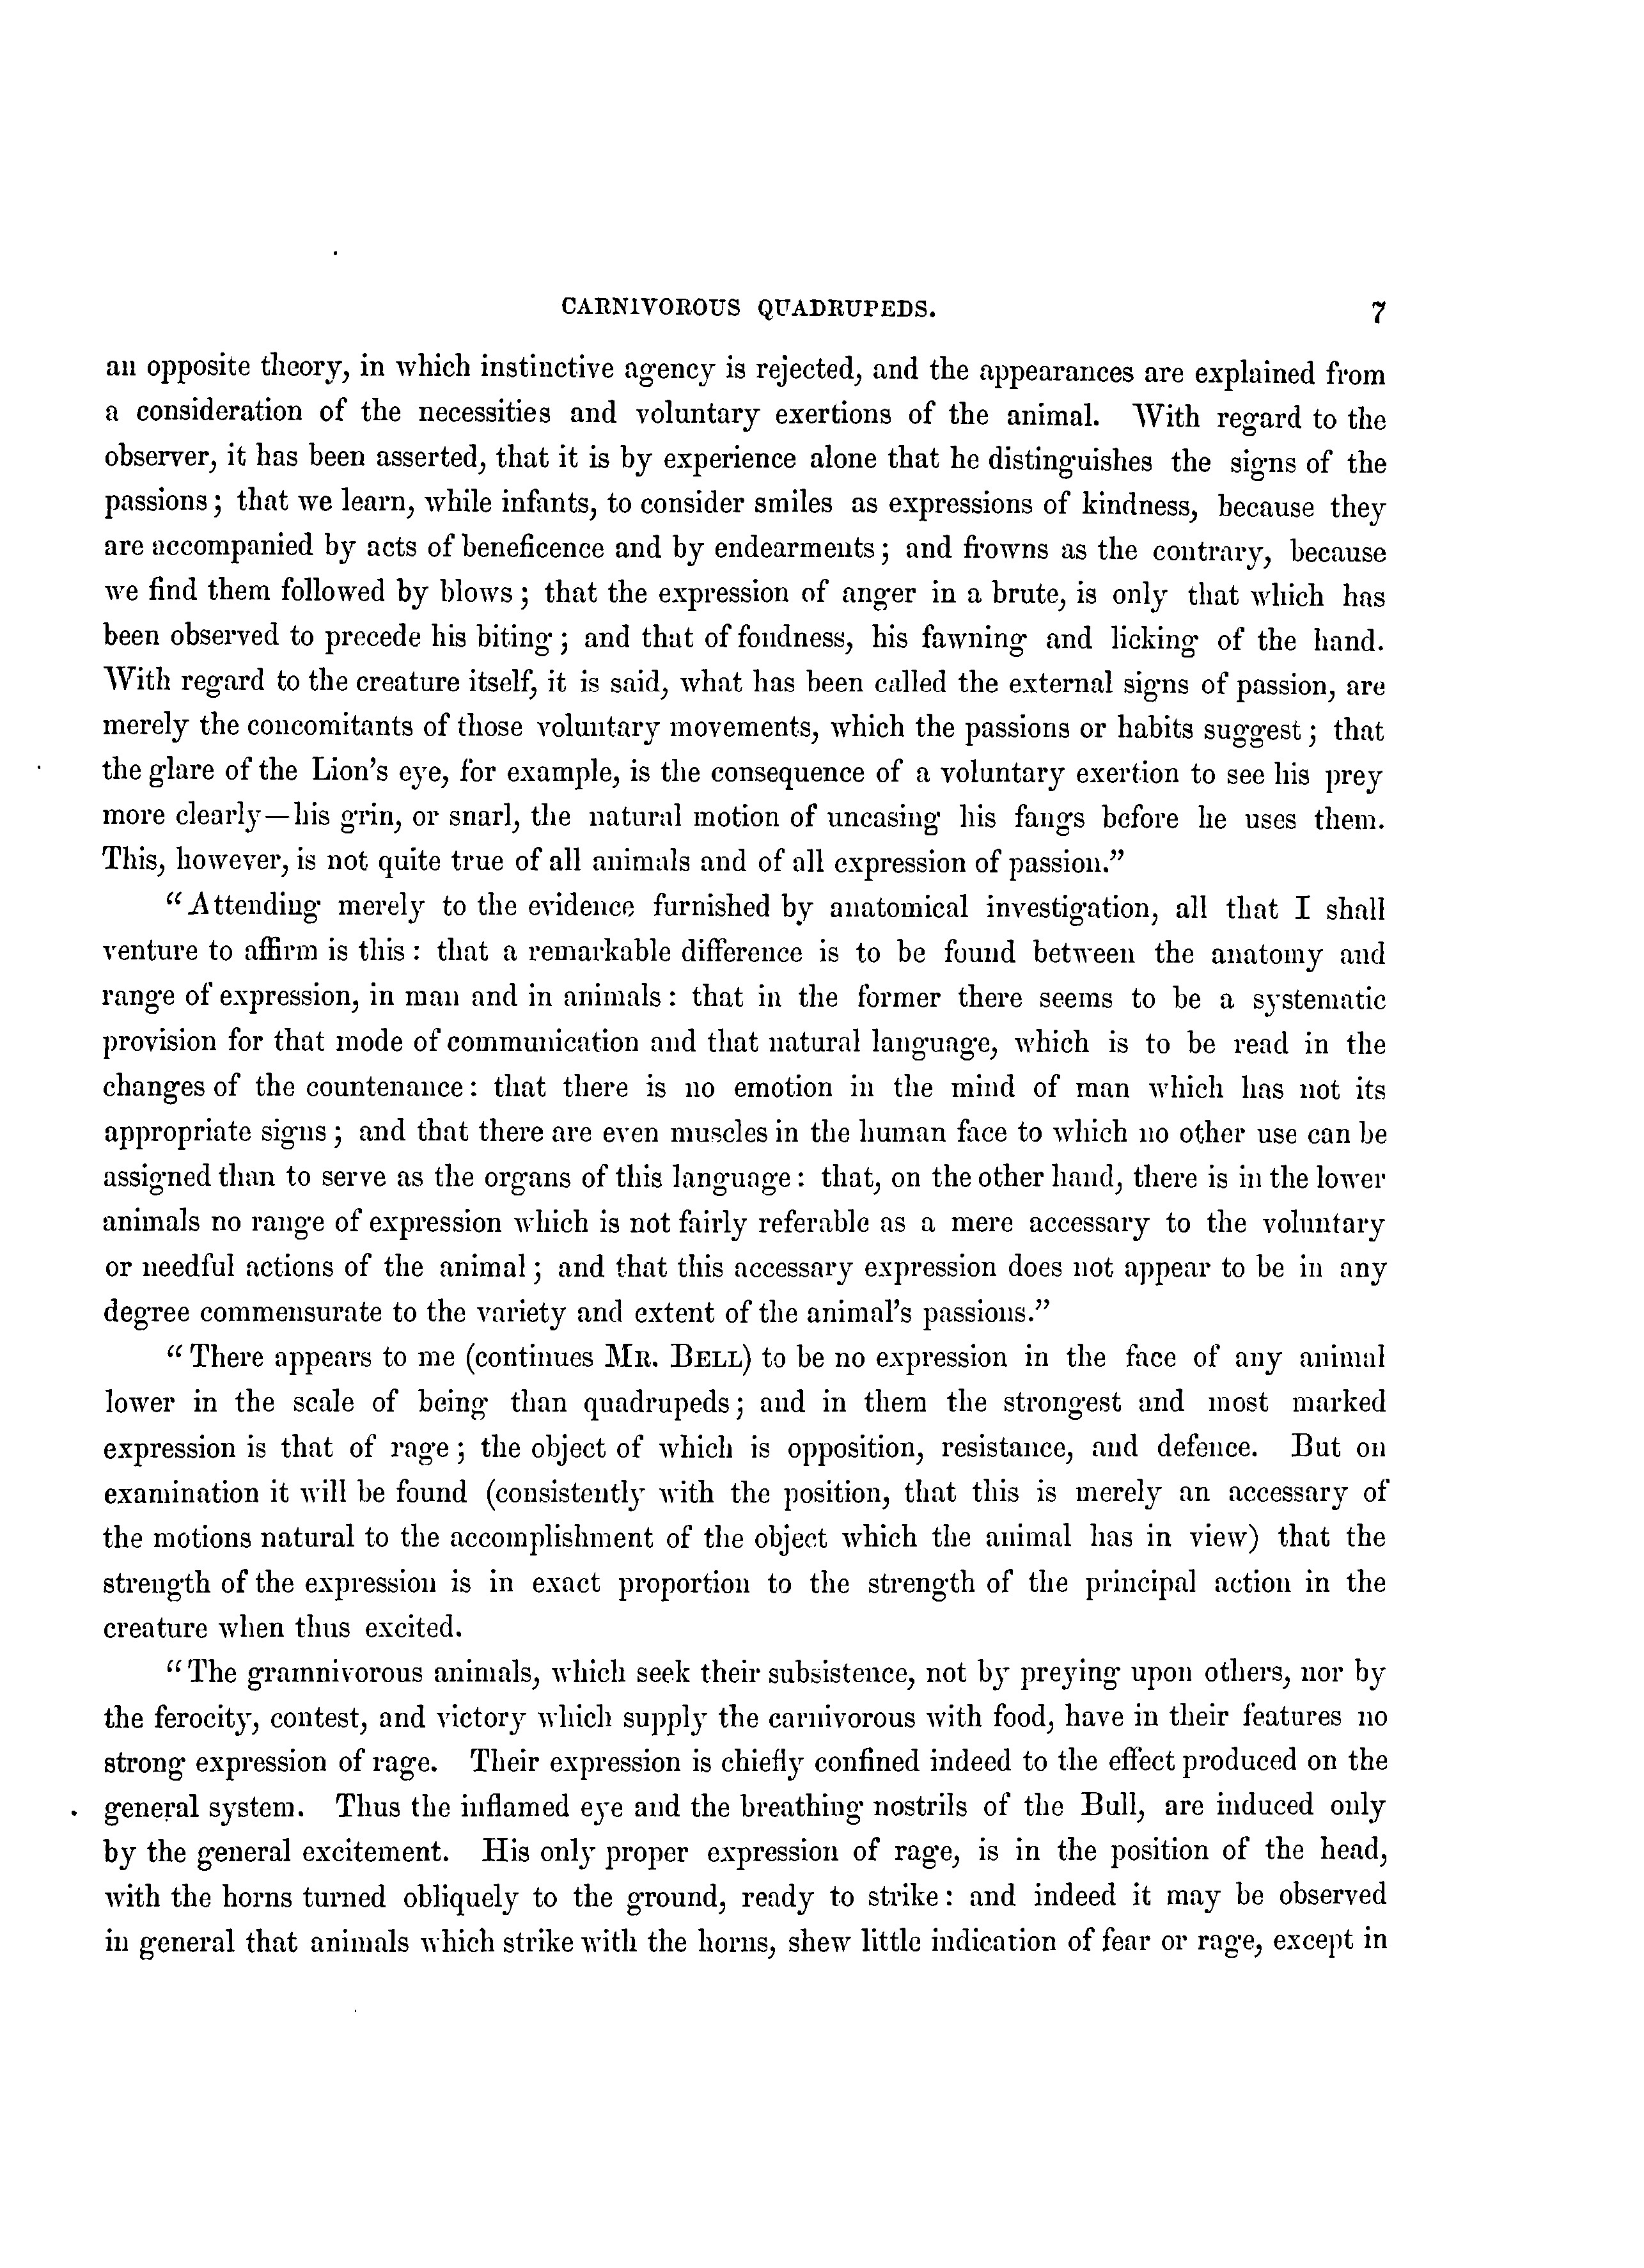 CARNIVOROUS QUADRUPEDS. 7
an opposite theory, in which instinctive agency is rejected, and the appearances are explained from
a consideration of the necessities and voluntary exertions of the animal. With regard to the
observer, it has been asserted, that it is by experience alone that he distinguishes the signs of the
passions; that we learn, while infants, to consider smiles as expressions of kindness, because they
are accompanied by acts of beneficence and by endearments; and frowns as the contrary, because
we find them followed by blows; that the expression of anger in a brute, is only that which has
been observed to precede his biting; and that of fondness, his fawning and licking of the hand.
With regard to the creature itself, it is said, what has been called the external signs of passion, are
merely the concomitants of those voluntary movements, which the passions or habits suggest; that
the glare of the Lion's eye, for example, is the consequence of a voluntary exertion to see his prey
more clearly—his grin, or snarl, the natural motion of uncasing his fangs before he uses them.
This, however, is not quite true of all animals and of all expression of passion."
"Attending merely to the evidence furnished by anatomical investigation, all that I shall
venture to affirm is this: that a remarkable difference is to be found between the anatomy and
range of expression, in man and in animals: that in the former there seems to be a systematic
provision for that mode of communication and that natural language, which is to be read in the
changes of the countenance: that there is no emotion in the mind of man which has not its
appropriate signs; and that there are even muscles in the human face to which no other use can be
assigned than to serve as the organs of this language: that, on the other hand, there is in the lower
animals no range of expression which is not fairly referable as a mere accessary to the voluntary
or needful actions of the animal; and that this accessary expression does not appear to be in any
degree commensurate to the variety and extent of the animal's passions."
"There appears to me (continues MR. BELL) to be no expression in the face of any animal
lower in the scale of being than quadrupeds; and in them the strongest and most marked
expression is that of rage; the object of which is opposition, resistance, and defence. But on
examination it will be found (consistently with the position, that this is merely an accessary of
the motions natural to the accomplishment of the object which the animal has in view) that the
strength of the expression is in exact proportion to the strength of the principal action in the
creature when thus excited.
"The gramnivorous animals, which seek their subsistence, not by preying upon others, nor by
the ferocity, contest, and victory which supply the carnivorous with food, have in their features no
strong expression of rage. Their expression is chiefly confined indeed to the effect produced on the
general system. Thus the inflamed eye and the breathing nostrils of the Bull, are induced only
by the general excitement. His only proper expression of rage, is in the position of the head,
with the horns turned obliquely to the ground, ready to strike: and indeed it may be observed
in general that animals which strike with the horns, shew little indication of fear or rage, except in